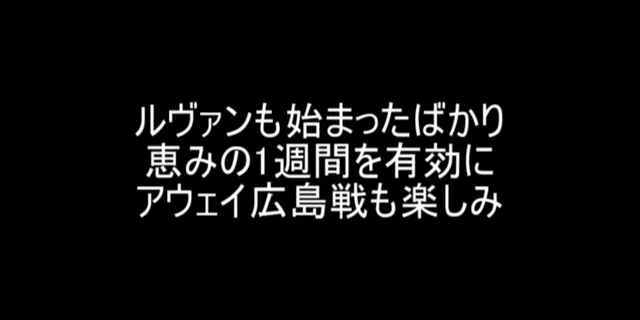 ルヴァンも始まったばかり
恵みの1週間を有効に
アウェイ広島戦も楽しみ